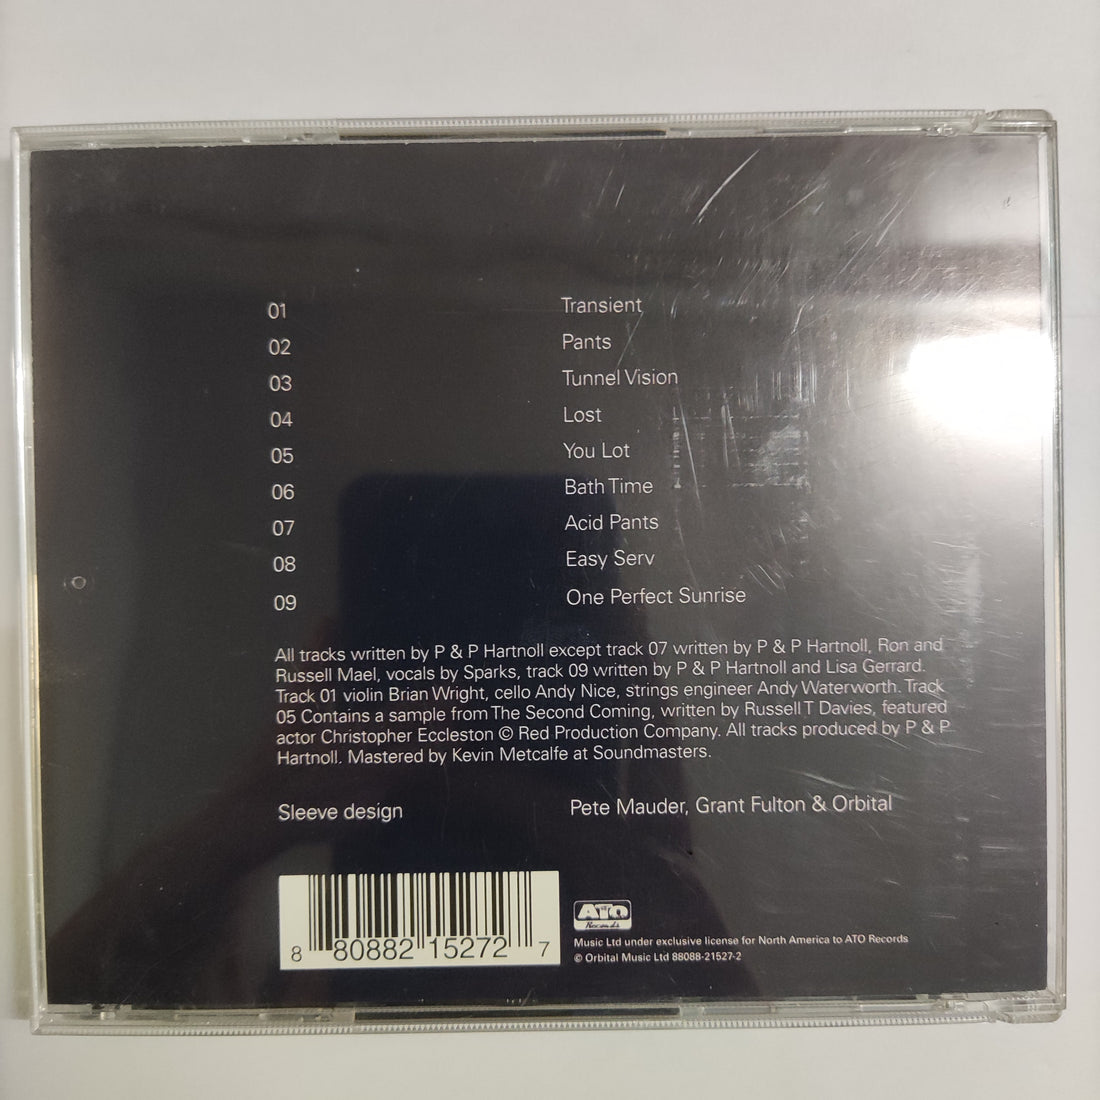 01 Transient
02 Pants
03 Tunnel Vision
04 Lost
05 You Lot
06 Bath Time
07 Acid Pants
08 Easy Serv
09 One Perfect Sunrise
All tracks written by P & P Hartnoll except track 07 written by P & P Hartnoll, Ron and
Russell Mael, vocals by Sparks, track 09 written by P & P Hartnoll and Lisa Gerrard.
Track 01 violin Brian Wright, cello Andy Nice, strings engineer Andy Waterworth. Track
05 Contains a sample from The Second Coming, written by Russell T Davies, featured
actor Christopher Eccleston © Red Production Company. All tracks produced by P & P
Hartnoll. Mastered by Kevin Metcalfe at Soundmasters.
Sleeve design Pete Mauder, Grant Fulton & Orbital
8 80882 15272 7
ATO
Records
Music Ltd under exclusive license for North America to ATO Records
© Orbital Music Ltd 88088-21527-2